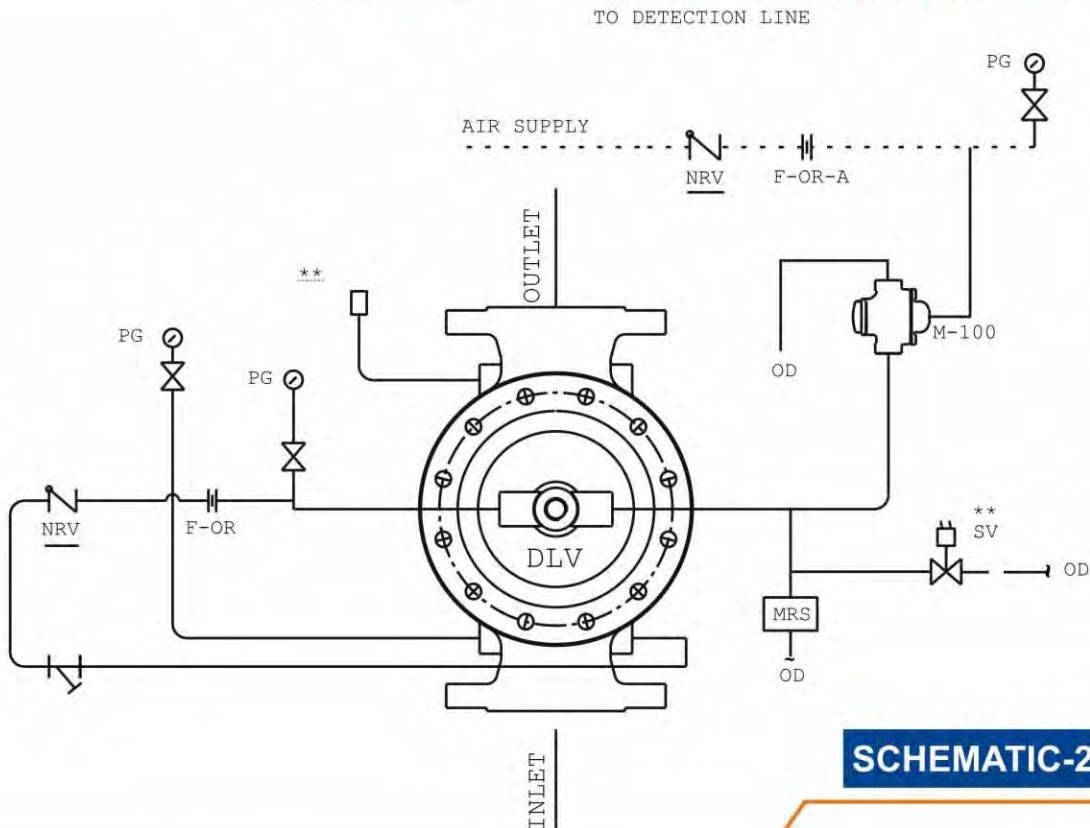 TO DETECTION LINE
PG
AIR SUPPLY
NRV
F-OR-A
OUTLET
**
M-100
OD
PG
PG
NRV
F-OR
DLV
**
SV
OD
MRS
OD
INLET
SCHEMATIC-2